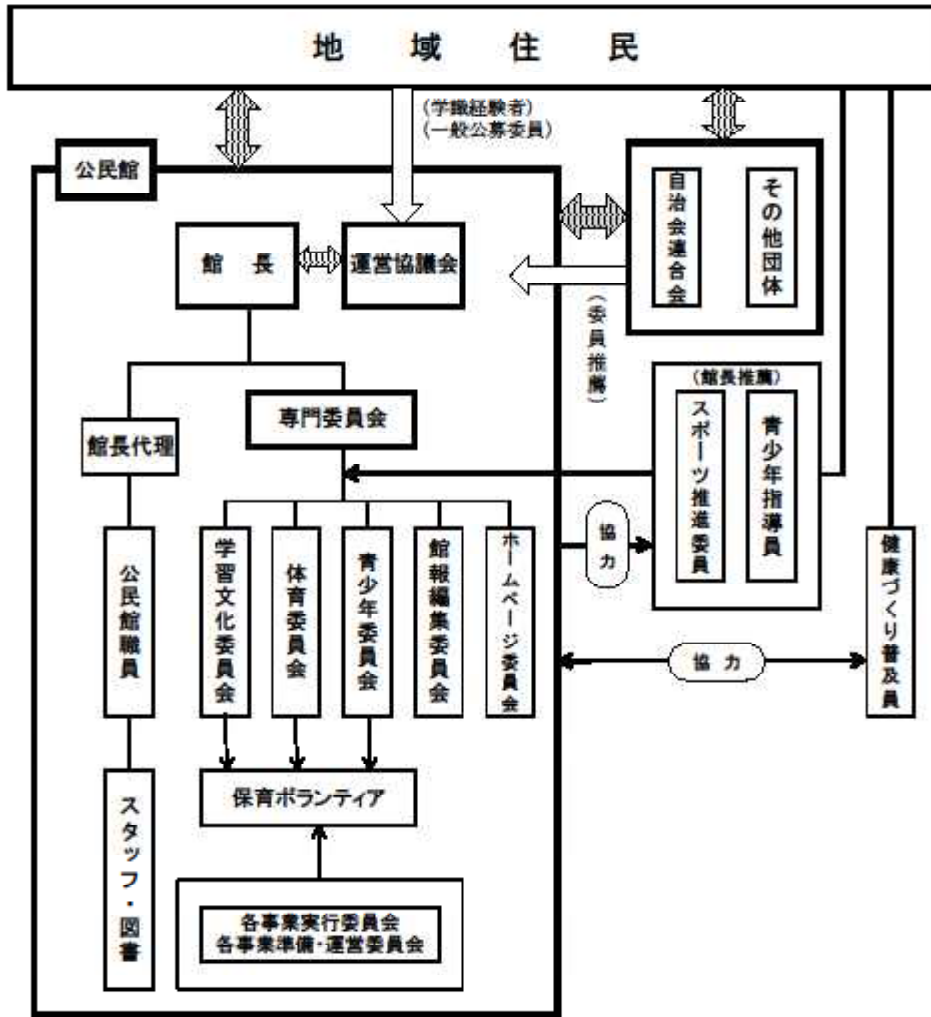 地域住民
(学識経験者)
(一般公募委員)
公民館
自治会連合会
その他団体
館長
運営協議会
(委員推薦)
(館長推薦)
スポーツ推進委員
青少年指導員
専門委員会
館長代理
協力
公民館職員
学習文化委員会
体育委員会
青少年委員会
館報編集委員会
ホームページ委員会
健康づくり普及員
協力
保育ボランティア
スタッフ・図書
各事業実行委員会
各事業準備・運営委員会